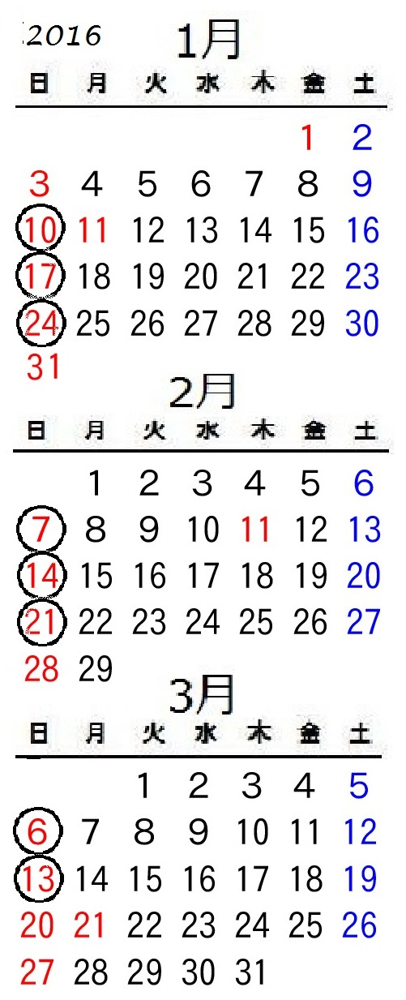 2016 1月
日 月 火 水 木 金 土
1 2
3 4 5 6 7 8 9
10 11 12 13 14 15 16
17 18 19 20 21 22 23
24 25 26 27 28 29 30
31
2月
日 月 火 水 木 金 土
1 2 3 4 5 6
7 8 9 10 11 12 13
14 15 16 17 18 19 20
21 22 23 24 25 26 27
28 29
3月
日 月 火 水 木 金 土
1 2 3 4 5
6 7 8 9 10 11 12
13 14 15 16 17 18 19
20 21 22 23 24 25 26
27 28 29 30 31